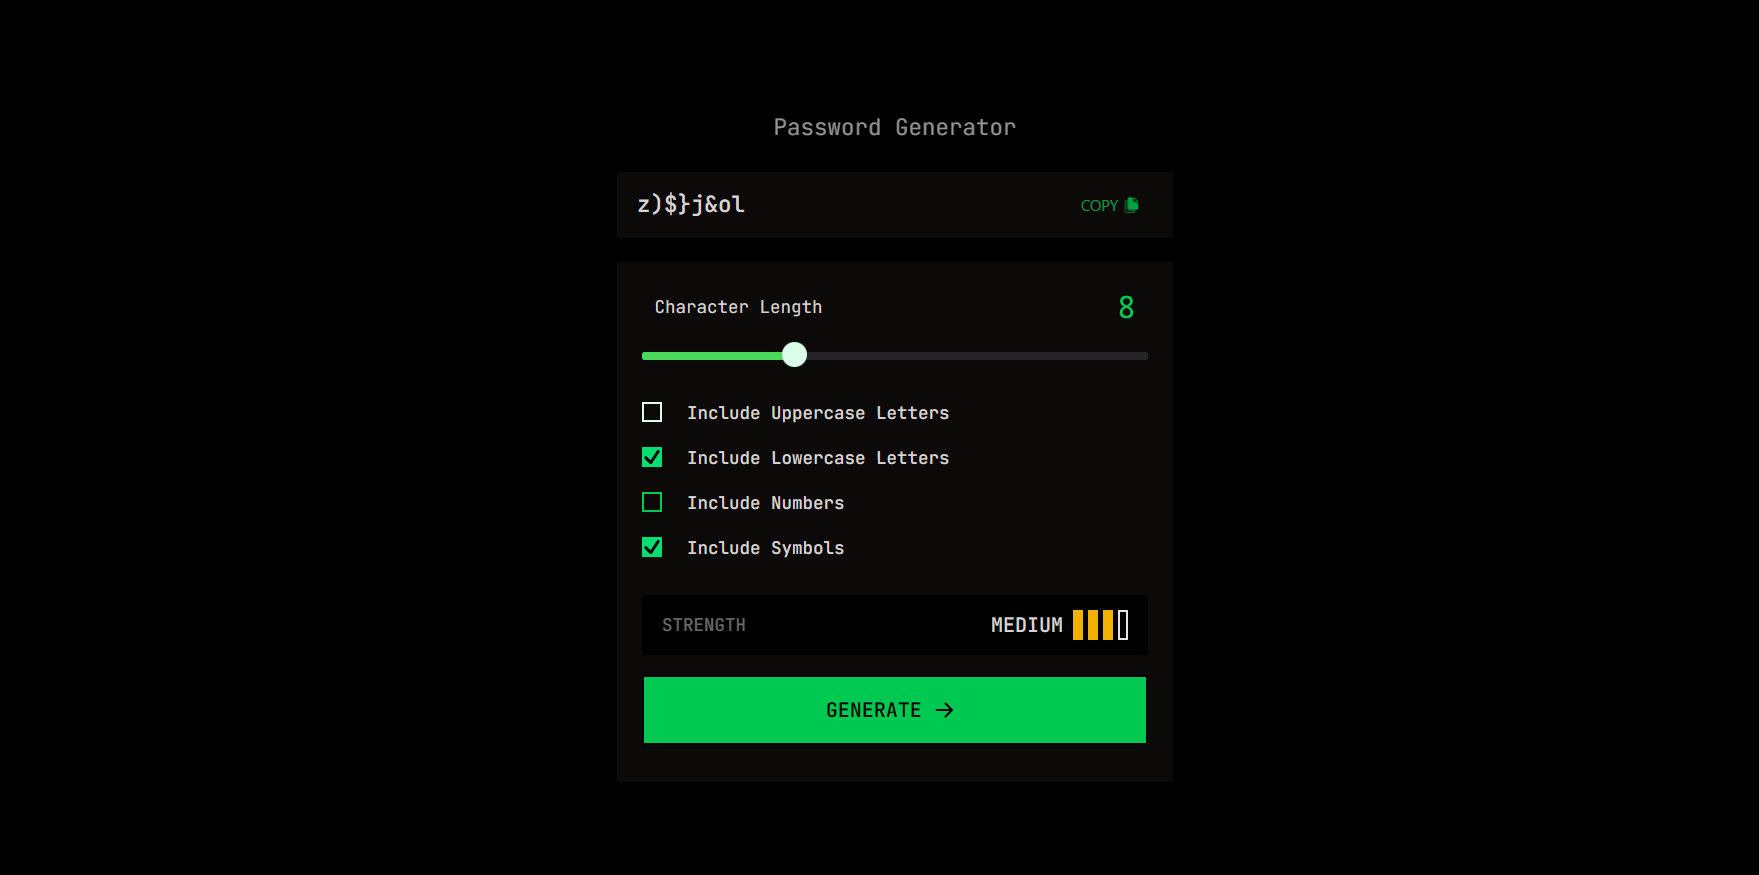 Password Generator
z)$}j&ol
COPY
Character Length
8
Include Uppercase Letters
Include Lowercase Letters
Include Numbers
Include Symbols
STRENGTH
MEDIUM
GENERATE →